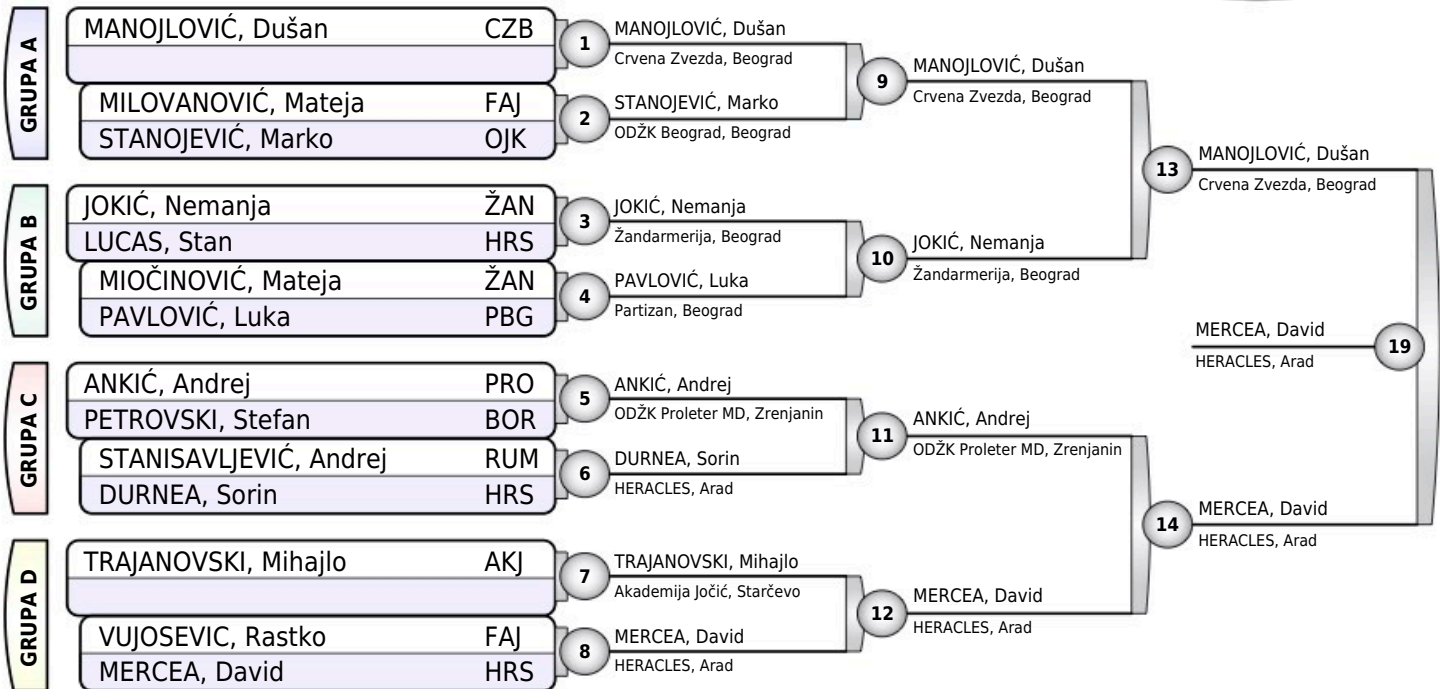 GRUPA A
MANOJLOVIĆ, Dušan CZB
MILOVANOVIĆ, Mateja FAJ
STANOJEVIĆ, Marko OJK
GRUPA B
JOKIĆ, Nemanja ŽAN
LUCAS, Stan HRS
MIOČINOVIĆ, Mateja ŽAN
PAVLOVIĆ, Luka PBG
GRUPA C
ANKIĆ, Andrej PRO
PETROVSKI, Stefan BOR
STANISAVLJEVIĆ, Andrej RUM
DURNEA, Sorin HRS
GRUPA D
TRAJANOVSKI, Mihajlo AKJ
VUJOSEVIC, Rastko FAJ
MERCEA, David HRS
1
MANOJLOVIĆ, Dušan
Crvena Zvezda, Beograd
2
STANOJEVIĆ, Marko
ODŽK Beograd, Beograd
3
JOKIĆ, Nemanja
Žandarmerija, Beograd
4
PAVLOVIĆ, Luka
Partizan, Beograd
5
ANKIĆ, Andrej
ODŽK Proleter MD, Zrenjanin
6
DURNEA, Sorin
HERACLES, Arad
7
TRAJANOVSKI, Mihajlo
Akademija Jočić, Starčevo
8
MERCEA, David
HERACLES, Arad
9
MANOJLOVIĆ, Dušan
Crvena Zvezda, Beograd
10
JOKIĆ, Nemanja
Žandarmerija, Beograd
11
ANKIĆ, Andrej
ODŽK Proleter MD, Zrenjanin
12
MERCEA, David
HERACLES, Arad
13
MANOJLOVIĆ, Dušan
Crvena Zvezda, Beograd
14
MERCEA, David
HERACLES, Arad
MERCEA, David
HERACLES, Arad
19